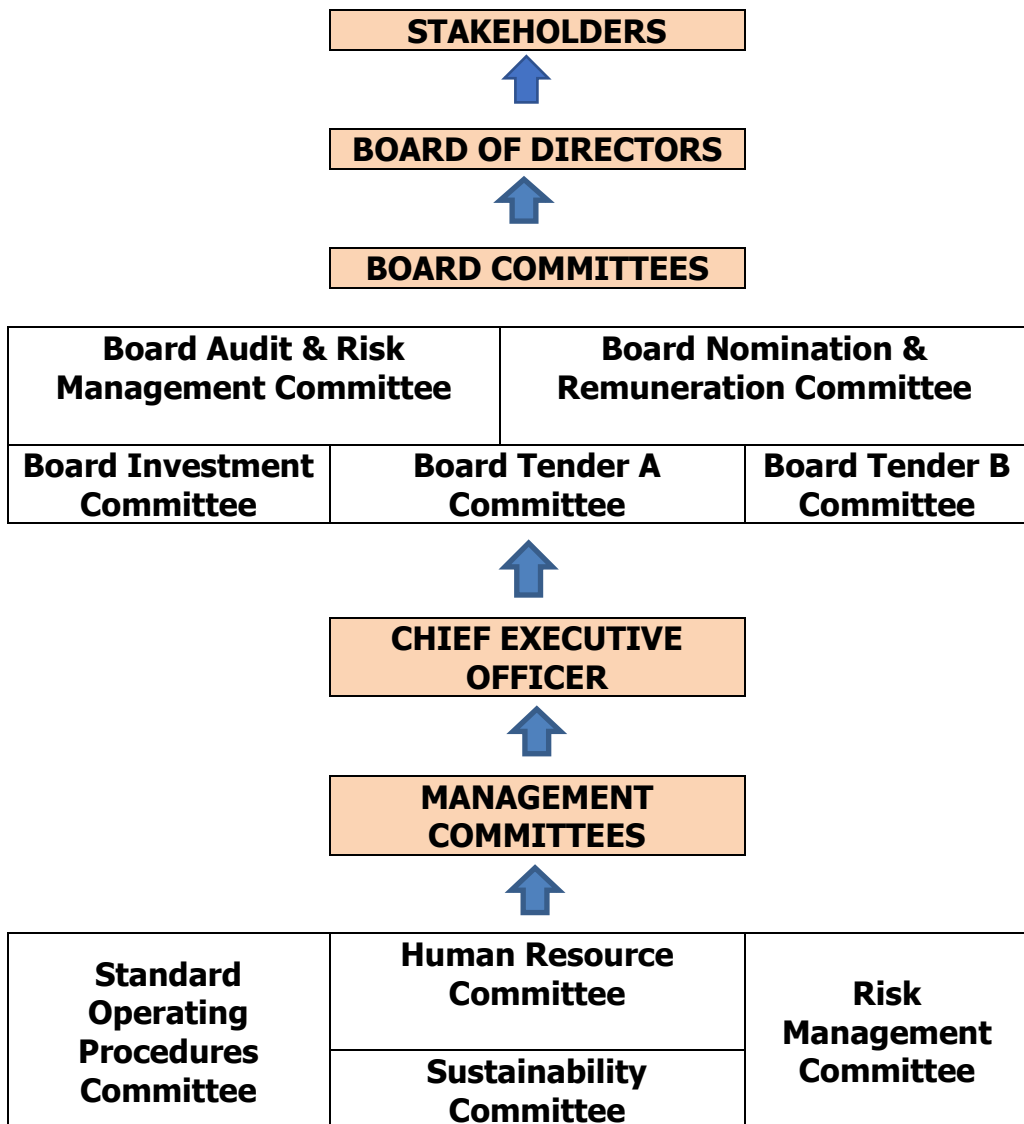 STAKEHOLDERS
BOARD OF DIRECTORS
BOARD COMMITTEES
Board Audit & Risk
Management Committee
Board Nomination &
Remuneration Committee
Board Investment
Committee
Board Tender A
Committee
Board Tender B
Committee
CHIEF EXECUTIVE
OFFICER
MANAGEMENT
COMMITTEES
Standard
Operating
Procedures
Committee
Human Resource
Committee
Sustainability
Committee
Risk
Management
Committee